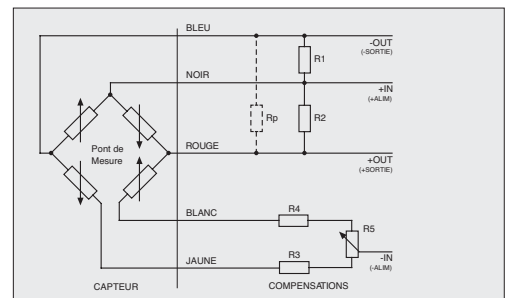 BLEU
-OUT
(-SORTIE)
R1
NOIR
+IN
(+ALIM)
Rp
R2
Pont de
Mesure
ROUGE
+OUT
(+SORTIE)
BLANC
R4
R5
-IN
(-ALIM)
JAUNE
R3
CAPTEUR
COMPENSATIONS